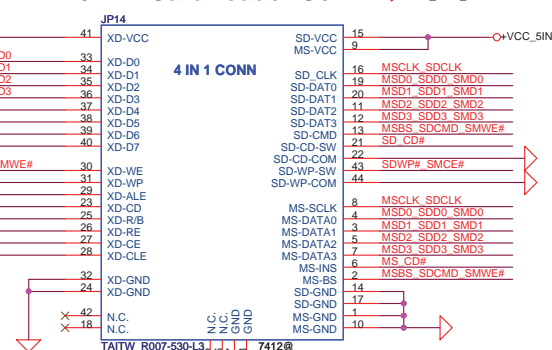 JP14
41 XD-VCC SD-VCC 15 +VCC_5IN
MS-VCC 9
D0 33 XD-D0
4 IN 1 CONN
D1 34 XD-D1 SD_CLK 16 MSCLK_SDCLK
D2 35 XD-D2 SD-DAT0 19 MSD0_SDD0_SMD0
D3 36 XD-D3 SD-DAT1 20 MSD1_SDD1_SMD1
37 XD-D4 SD-DAT2 11 MSD2_SDD2_SMD2
38 XD-D5 SD-DAT3 12 MSD3_SDD3_SMD3
39 XD-D6 SD-CMD 13 MSBS_SDCMD_SMWE#
40 XD-D7 SD-CD-SW 21 SD_CD#
SD-CD-COM 22
MWE# 30 XD-WE SD-WP-SW 43 SDWP#_SMCE#
31 XD-WP SD-WP-COM 44
29 XD-ALE
23 XD-CD MS-SCLK 8 MSCLK_SDCLK
25 XD-R/B MS-DATA0 4 MSD0_SDD0_SMD0
26 XD-RE MS-DATA1 3 MSD1_SDD1_SMD1
27 XD-CE MS-DATA2 5 MSD2_SDD2_SMD2
28 XD-CLE MS-DATA3 7 MSD3_SDD3_SMD3
MS-INS 6 MS_CD#
32 XD-GND MS-BS 2 MSBS_SDCMD_SMWE#
24 XD-GND SD-GND 14
SD-GND 17
42 N.C. MS-GND 1
18 N.C. MS-GND 10
N.C.
N.C.
GND
GND
TAITW_R007-530-L3 7412@